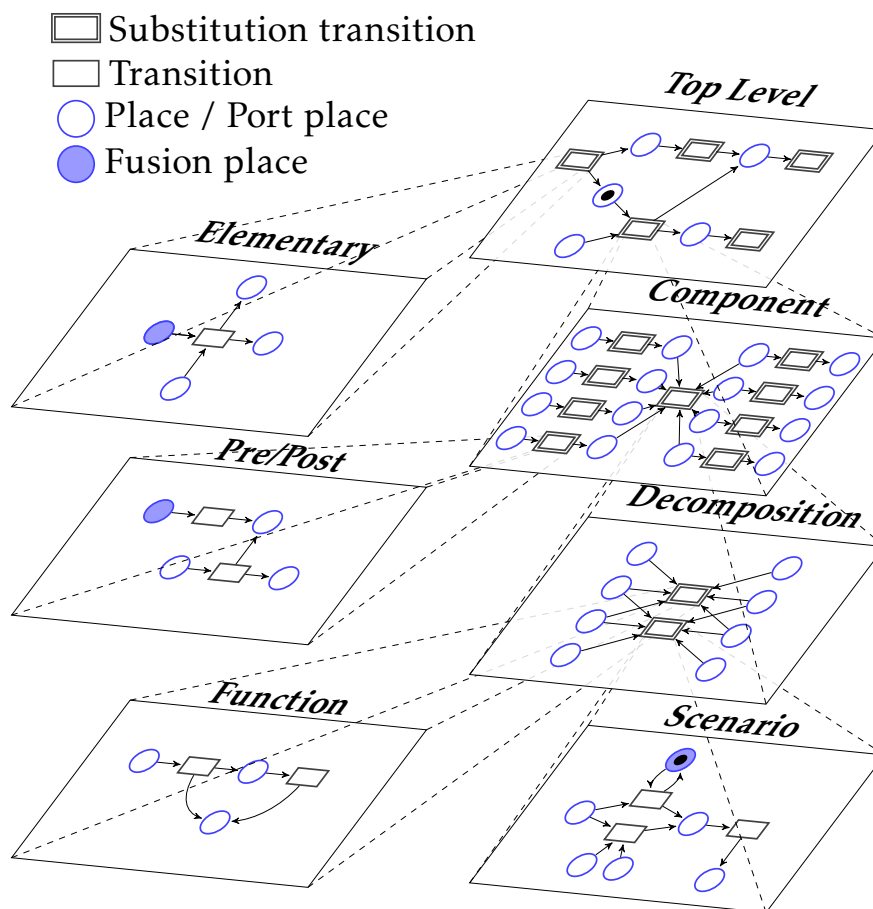 Substitution transition
Transition
Place / Port place
Fusion place
Top Level
Elementary
Component
Pre/Post
Decomposition
Function
Scenario